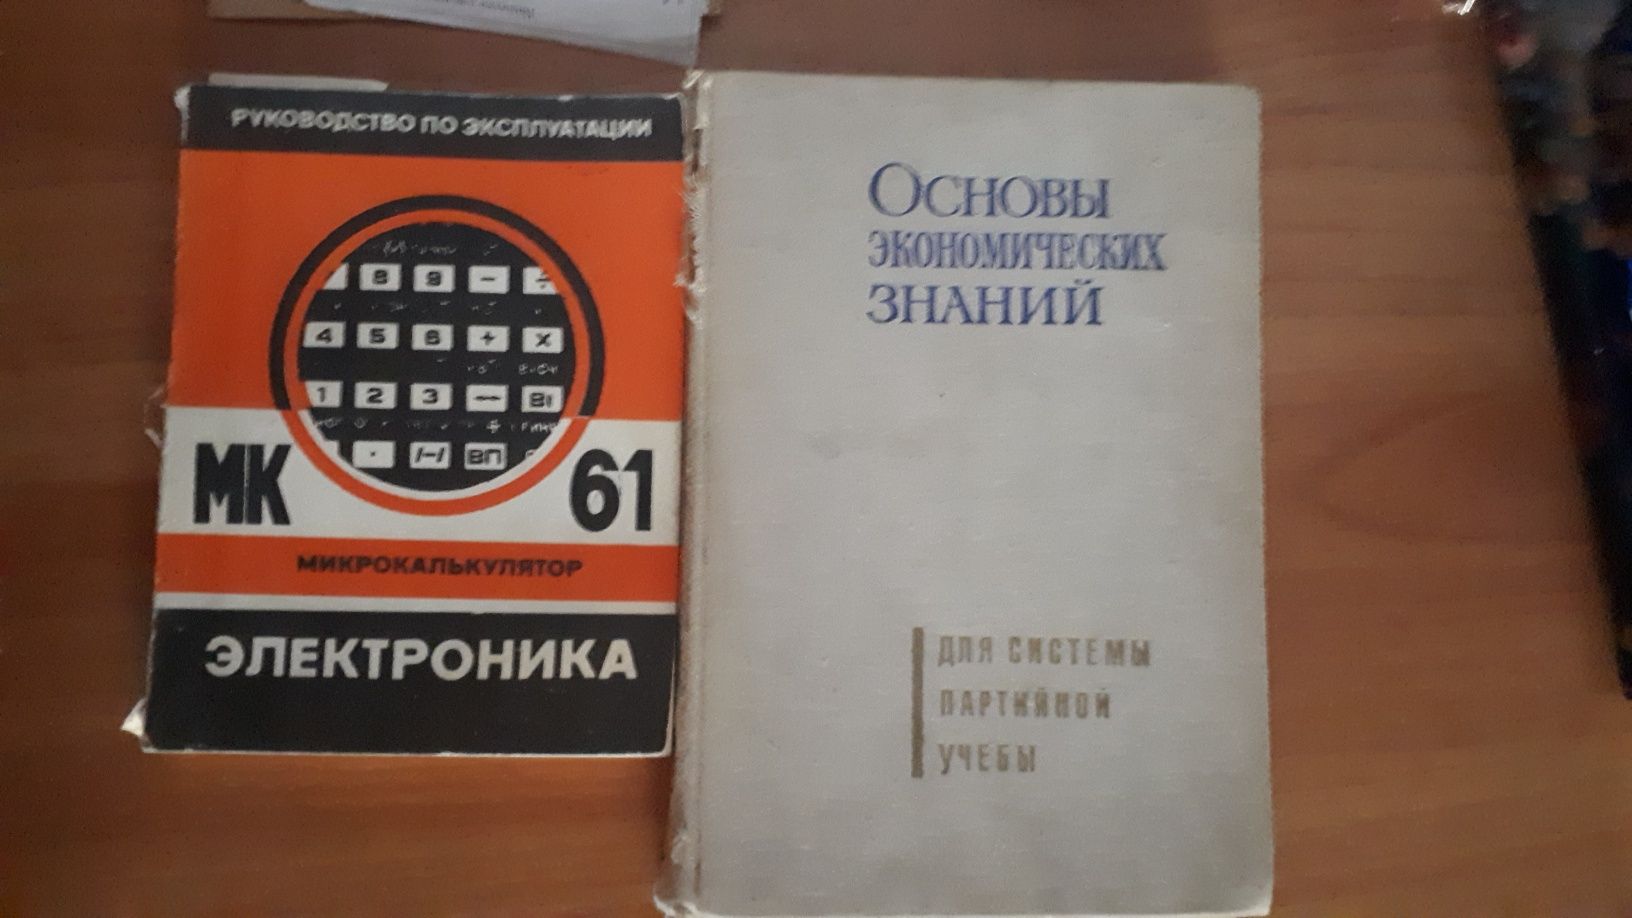 РУКОВОДСТВО ПО ЭКСПЛУАТАЦИИ
8 9 − ÷
4 5 6 + X
1 2 3 ↔ В↑
· /−/ ВП
МК 61
МИКРОКАЛЬКУЛЯТОР
ЭЛЕКТРОНИКА
ОСНОВЫ
ЭКОНОМИЧЕСКИХ
ЗНАНИЙ
ДЛЯ СИСТЕМЫ
ПАРТИЙНОЙ
УЧЕБЫ